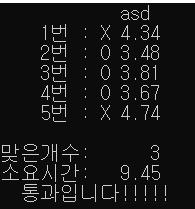 asd
1번 : X 4.34
2번 : O 3.48
3번 : O 3.81
4번 : O 3.67
5번 : X 4.74
맞은개수: 3
소요시간: 9.45
통과입니다!!!!!